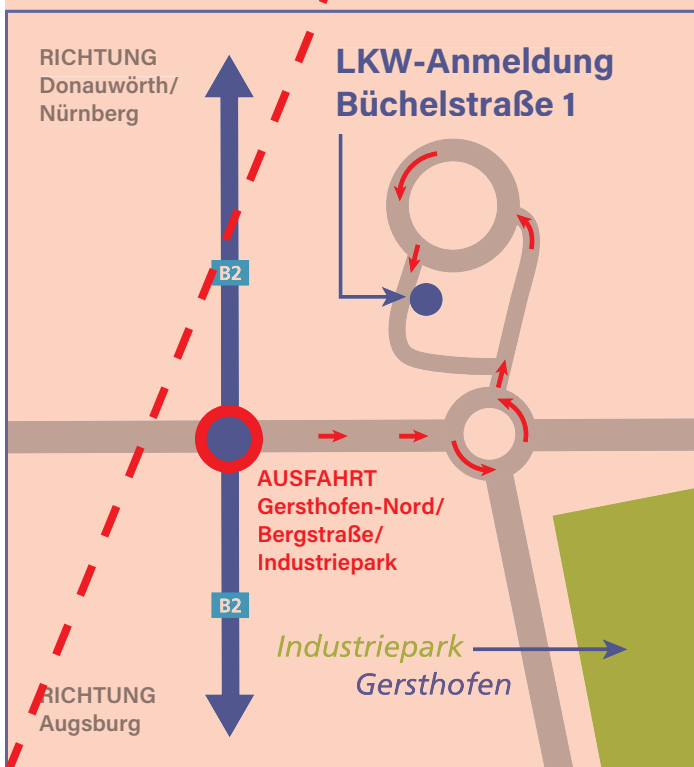 RICHTUNG
Donauwörth/
Nürnberg
LKW-Anmeldung
Büchelstraße 1
B2
AUSFAHRT
Gersthofen-Nord/
Bergstraße/
Industriepark
B2
Industriepark
Gersthofen
RICHTUNG
Augsburg